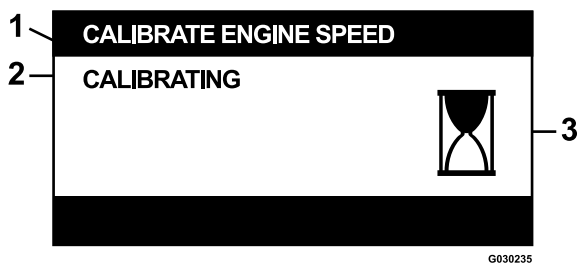 1
CALIBRATE ENGINE SPEED
2
CALIBRATING
3
G030235